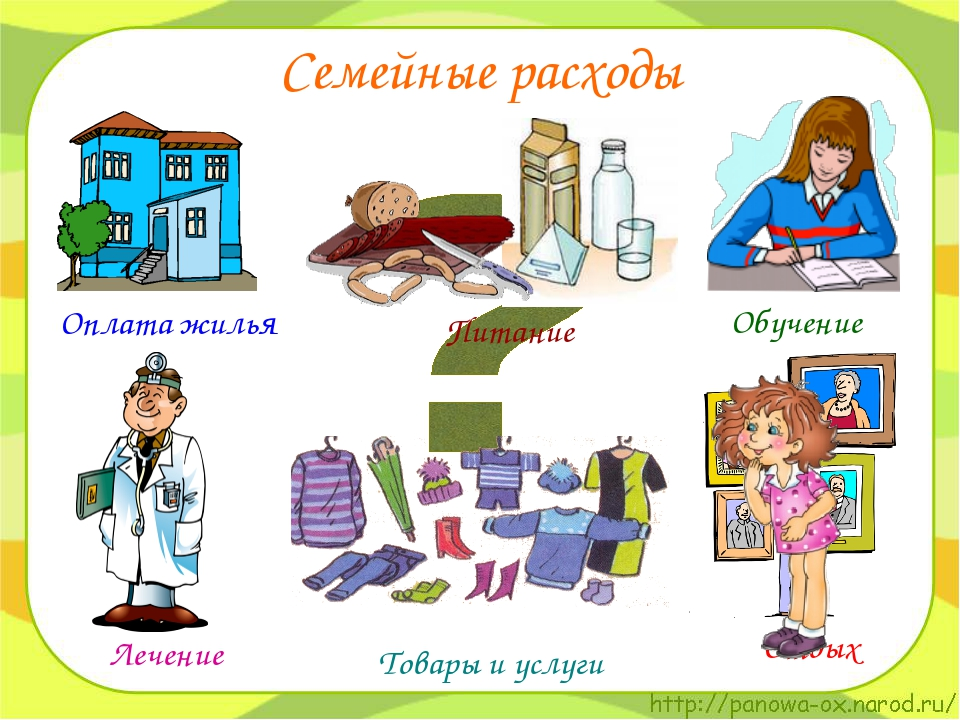 Семейные расходы
Оплата жилья
Питание
Обучение
Лечение
Товары и услуги
http://panowa-ox.narod.ru/